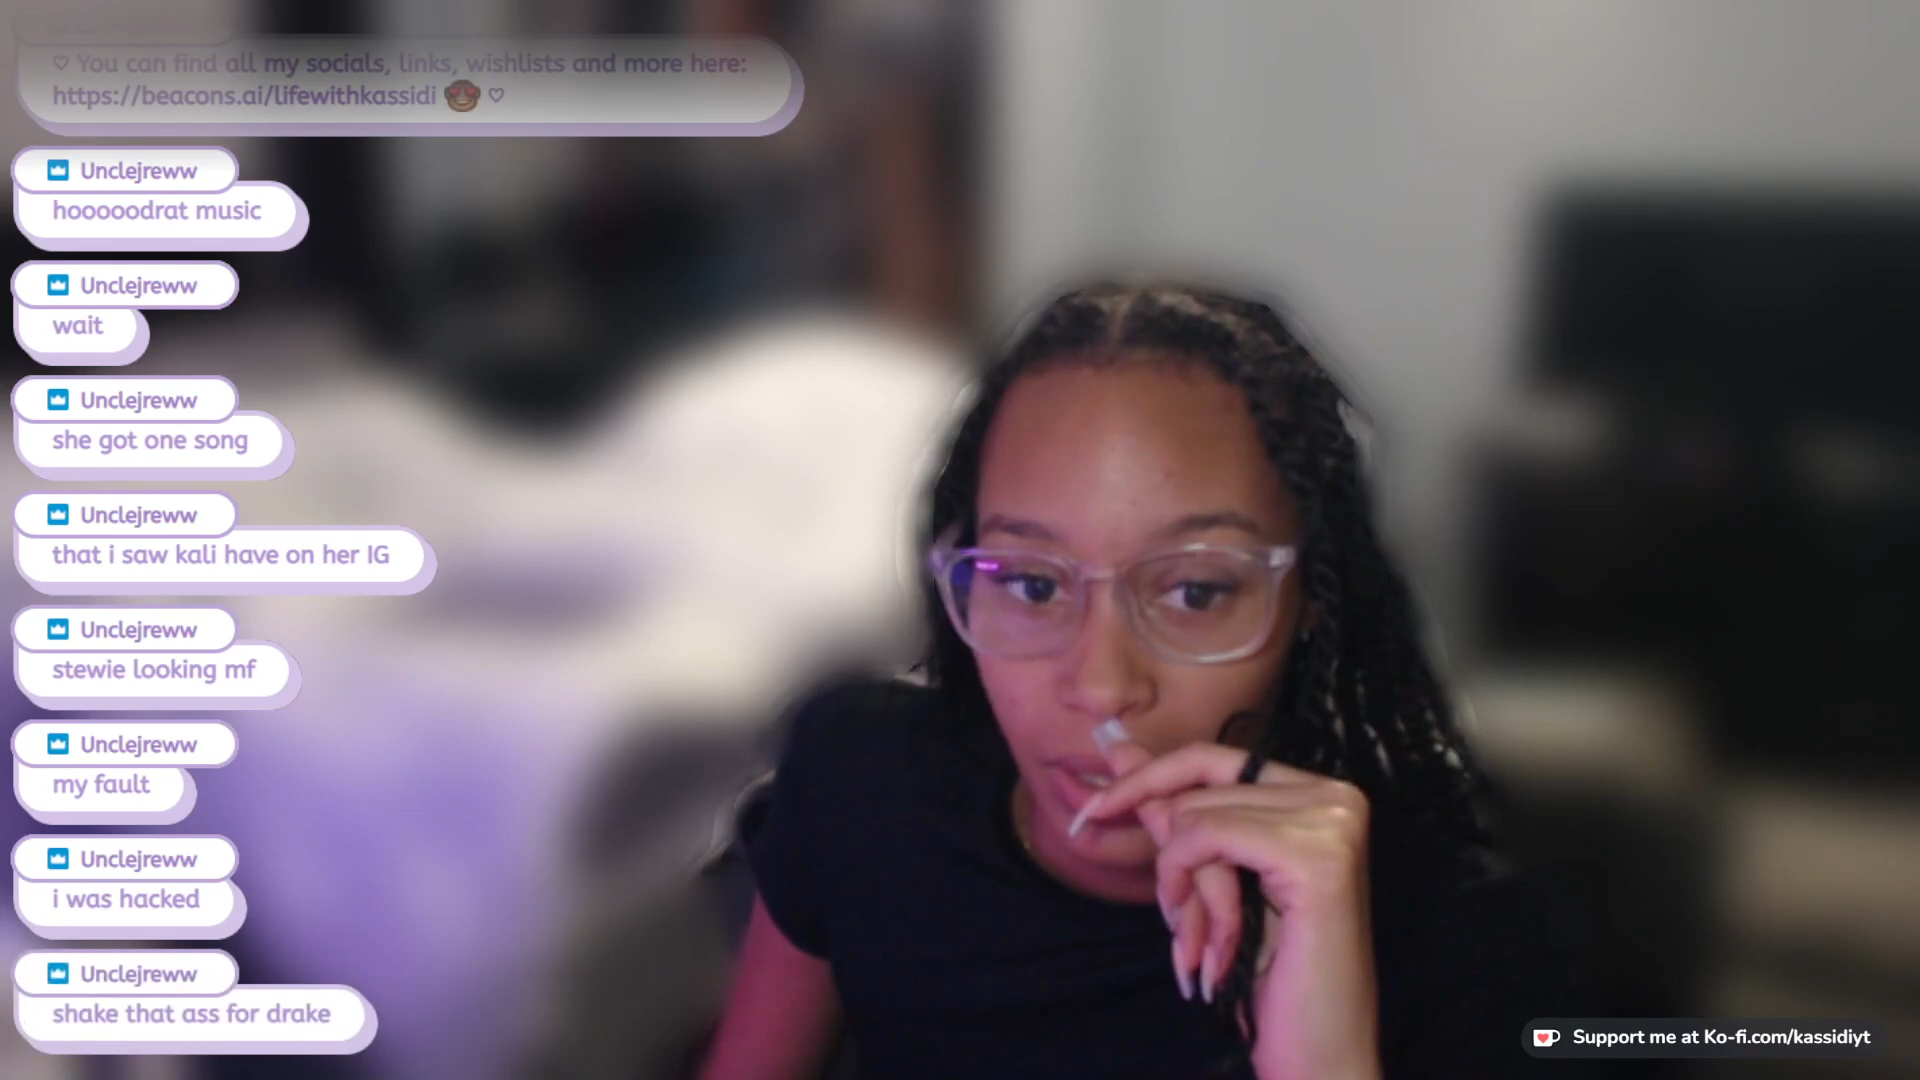 ♡ You can find all my socials, links, wishlists and more here:
https://beacons.ai/lifewithkassidi 😍 ♡
Unclejreww
hooooodrat music
Unclejreww
wait
Unclejreww
she got one song
Unclejreww
that i saw kali have on her IG
Unclejreww
stewie looking mf
Unclejreww
my fault
Unclejreww
i was hacked
Unclejreww
shake that ass for drake
Support me at Ko-fi.com/kassidiyt